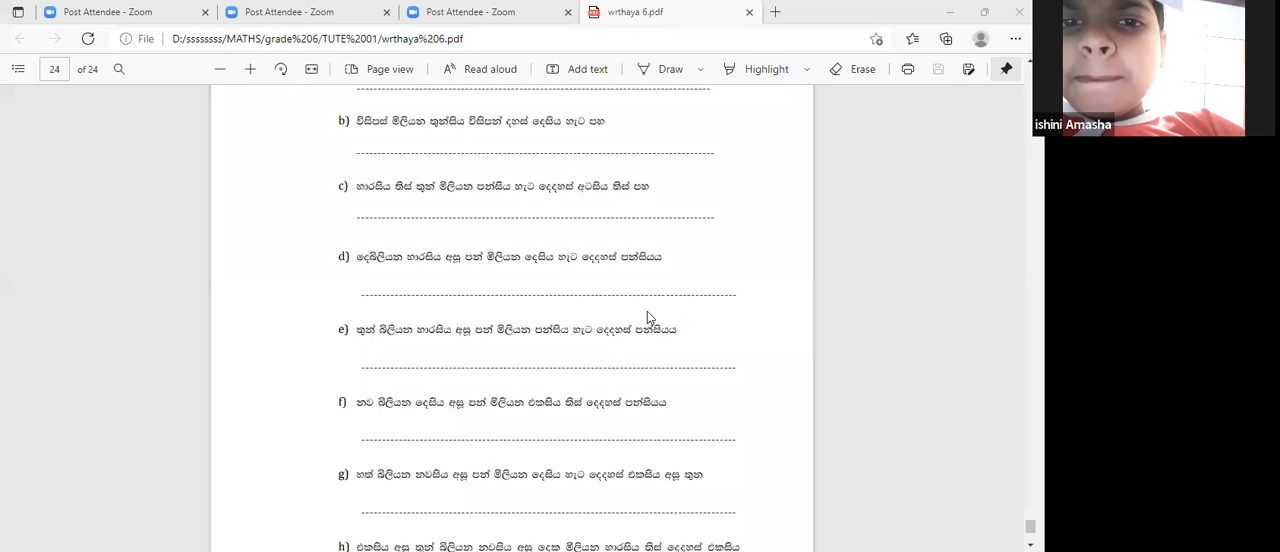 Post Attendee - Zoom
Post Attendee - Zoom
Post Attendee - Zoom
wrthaya 6.pdf
File
D:/ssssssss/MATHS/grade%206/TUTE%2001/wrthaya%206.pdf
24 of 24
Page view
Read aloud
Add text
Draw
Highlight
Erase
ishini Amasha
b) විසිපස් මිලියන තුන්සිය විසිපන් දහස් දෙසිය හැට පහ
c) හාරසිය තිස් තුන් මිලියන පන්සිය හැට දෙදහස් අටසිය තිස් පහ
d) දෙබිලියන හාරසිය අසූ පන් මිලියන දෙසිය හැට දෙදහස් පන්සියය
e) තුන් බිලියන හාරසිය අසූ පන් මිලියන පන්සිය හැට දෙදහස් පන්සියය
f) නව බිලියන දෙසිය අසූ පන් මිලියන එකසිය තිස් දෙදහස් පන්සියය
g) හත් බිලියන නවසිය අසූ පන් මිලියන දෙසිය හැට දෙදහස් එකසිය අසූ තුන
h) එකසිය අසූ තුන් බිලියන නවසිය අසූ දෙක මිලියන හාරසිය තිස් දෙදහස් එකසිය